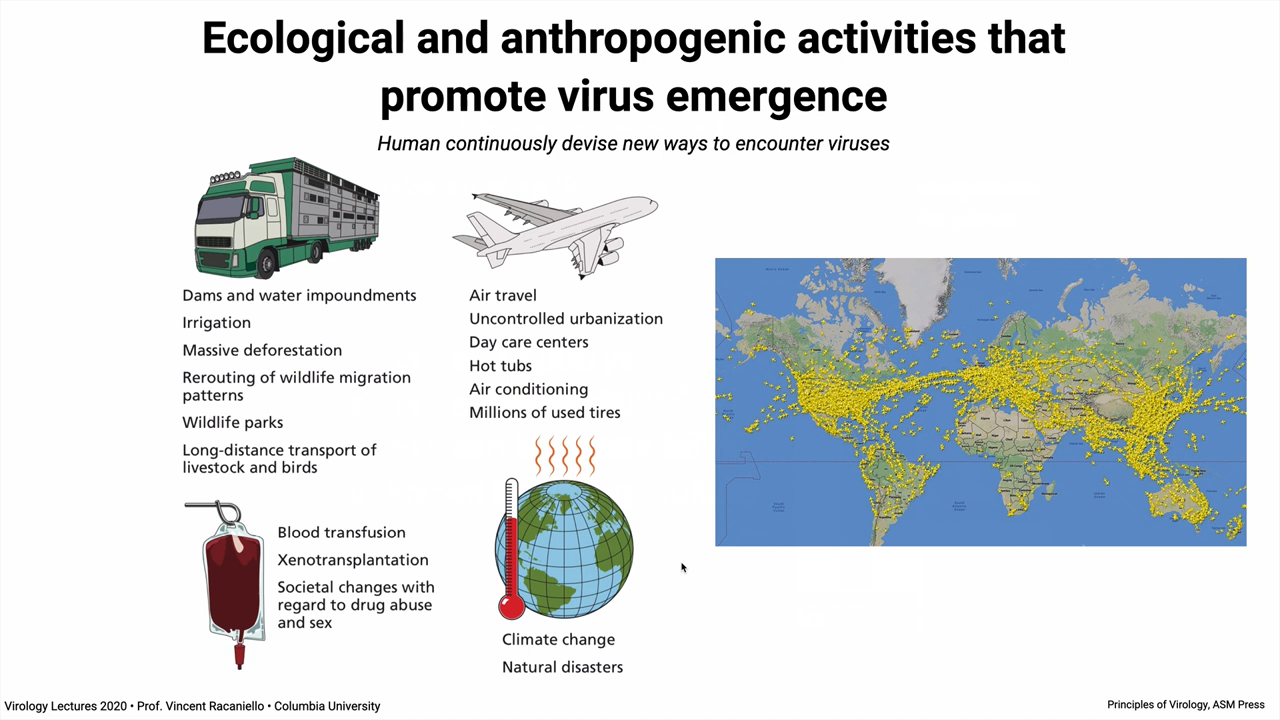 Ecological and anthropogenic activities that
promote virus emergence
Human continuously devise new ways to encounter viruses
Dams and water impoundments
Irrigation
Massive deforestation
Rerouting of wildlife migration
patterns
Wildlife parks
Long-distance transport of
livestock and birds
Air travel
Uncontrolled urbanization
Day care centers
Hot tubs
Air conditioning
Millions of used tires
Blood transfusion
Xenotransplantation
Societal changes with
regard to drug abuse
and sex
Climate change
Natural disasters
Virology Lectures 2020 • Prof. Vincent Racaniello • Columbia University
Principles of Virology, ASM Press